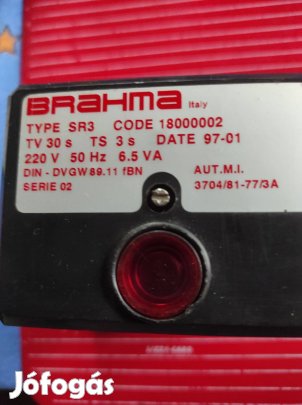 BRAHMA Italy
TYPE SR3 CODE 18000002
TV 30 s TS 3 s DATE 97-01
220 V 50 Hz 6.5 VA
DIN - DVGW 89.11 fBN AUT.M.I.
SERIE 02 3704/81-77/3A
Jófogás